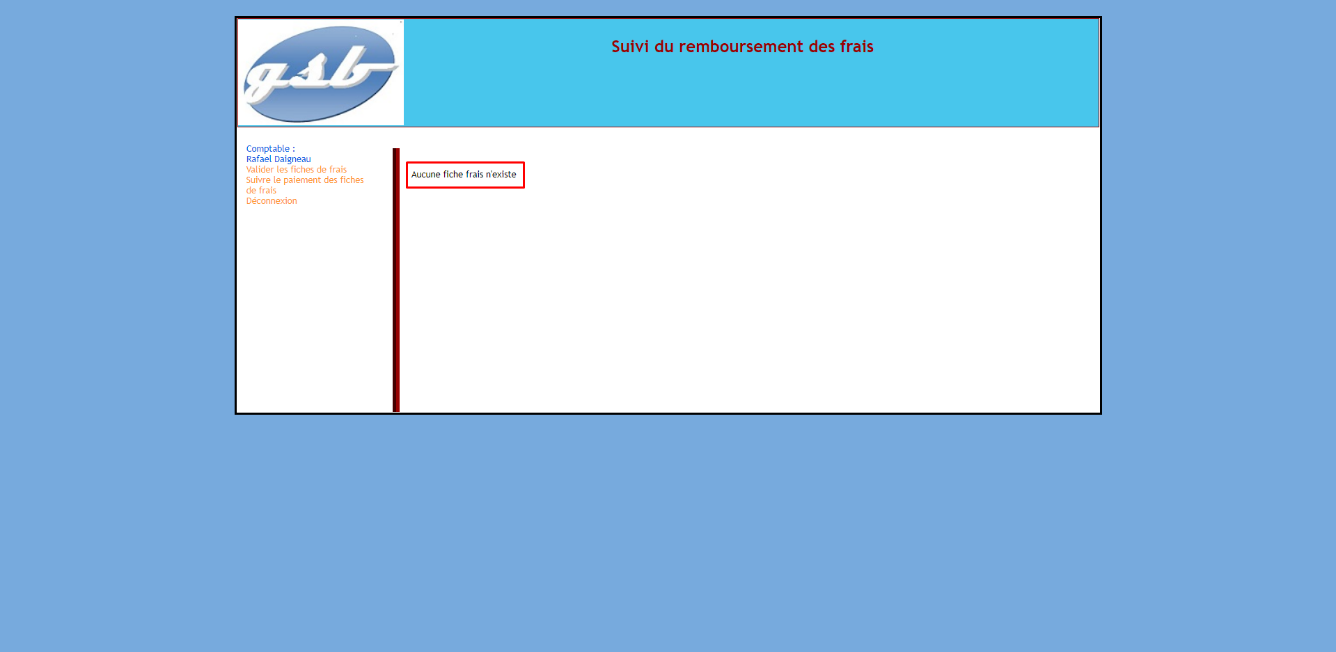 gsb
Suivi du remboursement des frais
Comptable :
Rafael Daigneau
Valider les fiches de frais
Suivre le paiement des fiches
de frais
Déconnexion
Aucune fiche frais n'existe